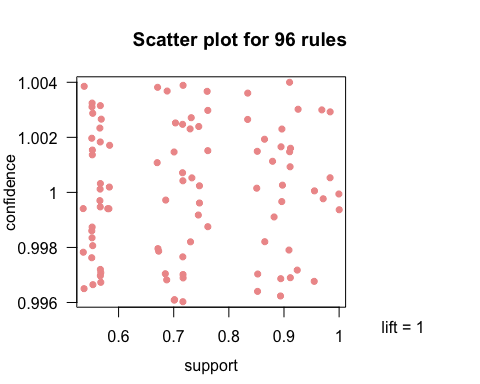 Scatter plot for 96 rules
1.004
1.002
1
0.998
0.996
confidence
0.6 0.7 0.8 0.9 1
support
lift = 1